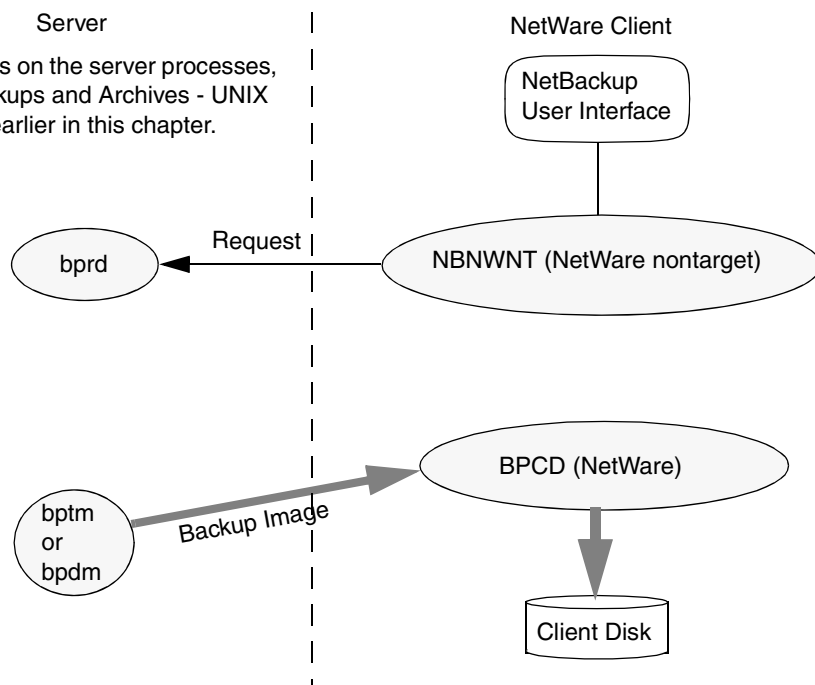 Server
NetWare Client
on the server processes,
and Archives - UNIX
earlier in this chapter.
NetBackup
User Interface
Request
bprd
NBNWNT (NetWare nontarget)
BPCD (NetWare)
bptm
or
bpdm
Backup Image
Client Disk